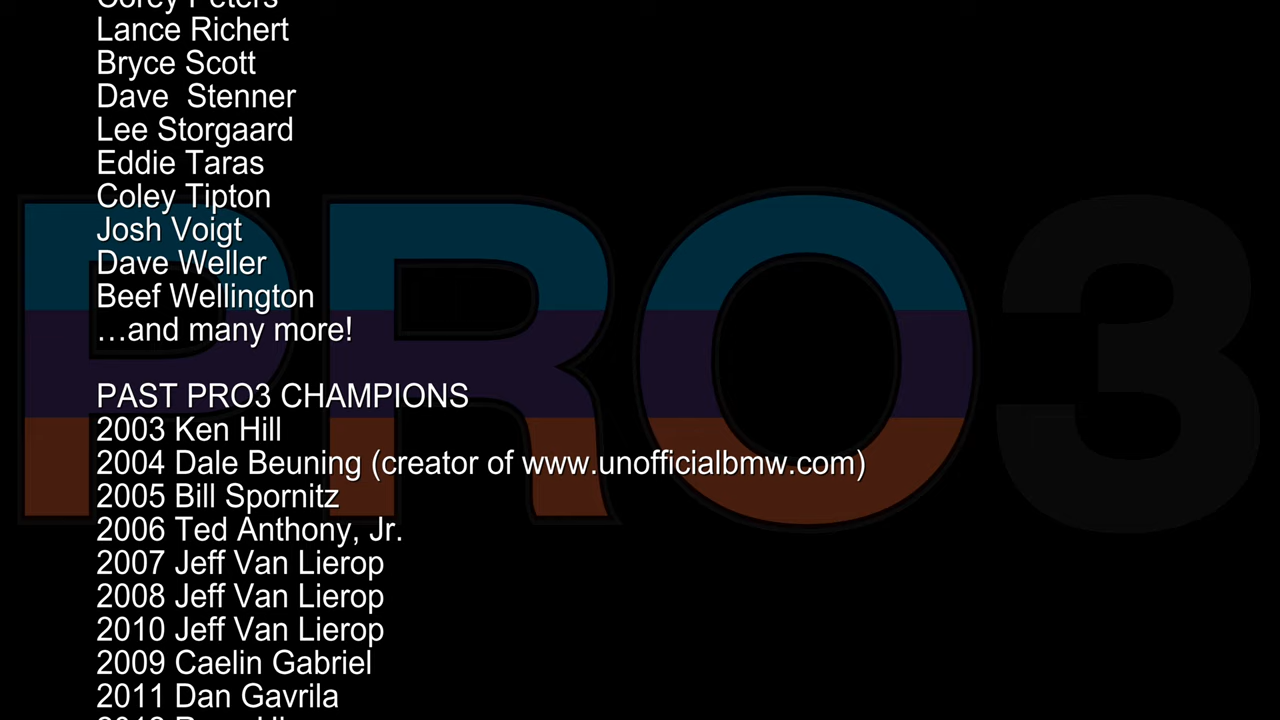 Corey Peters
Lance Richert
Bryce Scott
Dave  Stenner
Lee Storgaard
Eddie Taras
Coley Tipton
Josh Voigt
Dave Weller
Beef Wellington
…and many more!
PAST PRO3 CHAMPIONS
2003 Ken Hill
2004 Dale Beuning (creator of www.unofficialbmw.com)
2005 Bill Spornitz
2006 Ted Anthony, Jr.
2007 Jeff Van Lierop
2008 Jeff Van Lierop
2010 Jeff Van Lierop
2009 Caelin Gabriel
2011 Dan Gavrila
PRO3